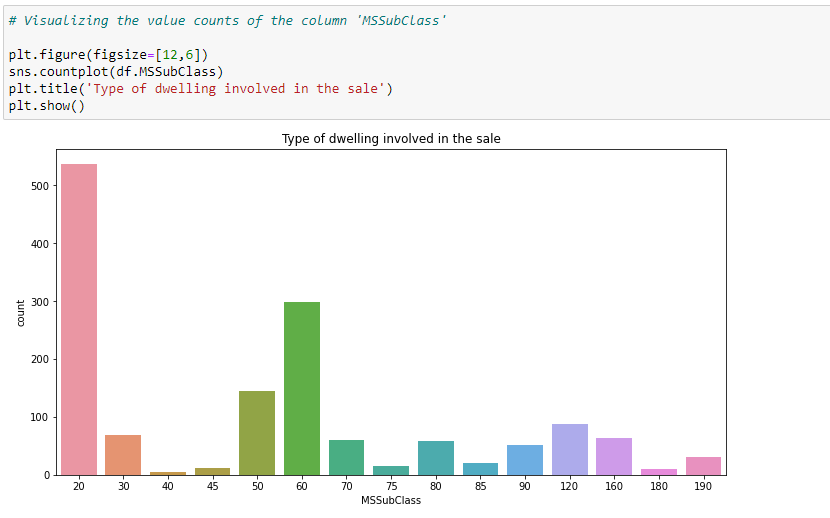 # Visualizing the value counts of the column 'MSSubClass'
plt.figure(figsize=[12,6])
sns.countplot(df.MSSubClass)
plt.title('Type of dwelling involved in the sale')
plt.show()
Type of dwelling involved in the sale
500
400
300
200
100
0
count
20 30 40 45 50 60 70 75 80 85 90 120 160 180 190
MSSubClass